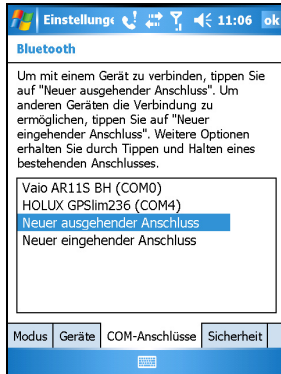 Einstellunge 11:06 ok
Bluetooth
Um mit einem Gerät zu verbinden, tippen Sie
auf "Neuer ausgehender Anschluss". Um
anderen Geräten die Verbindung zu
ermöglichen, tippen Sie auf "Neuer
eingehender Anschluss". Weitere Optionen
erhalten Sie durch Tippen und Halten eines
bestehenden Anschlusses.
Vaio AR11S BH (COM0)
HOLUX GPSlim236 (COM4)
Neuer ausgehender Anschluss
Neuer eingehender Anschluss
Modus Geräte COM-Anschlüsse Sicherheit